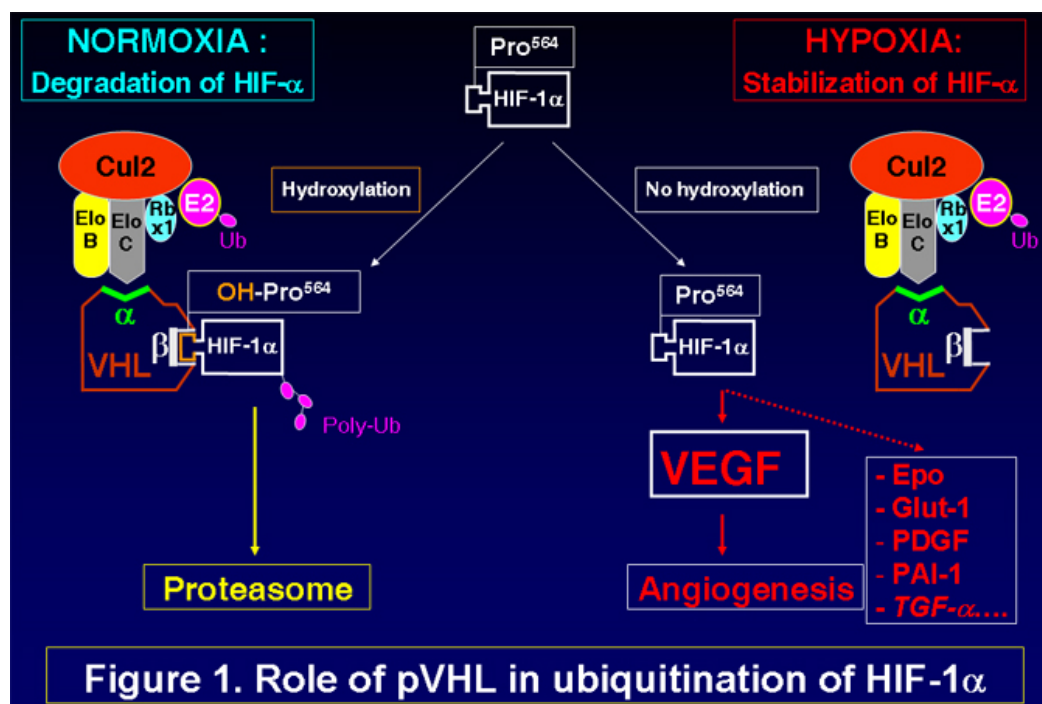 NORMOXIA :
Degradation of HIF-α
Pro⁵⁶⁴
HIF-1α
HYPOXIA:
Stabilization of HIF-α
Cul2
Elo
B
Elo
C
Rb
x1
E2
Ub
Hydroxylation
No hydroxylation
Cul2
Elo
B
Elo
C
Rb
x1
E2
Ub
OH-Pro⁵⁶⁴
α
β
VHL
HIF-1α
Poly-Ub
Pro⁵⁶⁴
HIF-1α
α
β
VHL
VEGF
- Epo
- Glut-1
- PDGF
- PAI-1
- TGF-α....
Proteasome
Angiogenesis
Figure 1. Role of pVHL in ubiquitination of HIF-1α